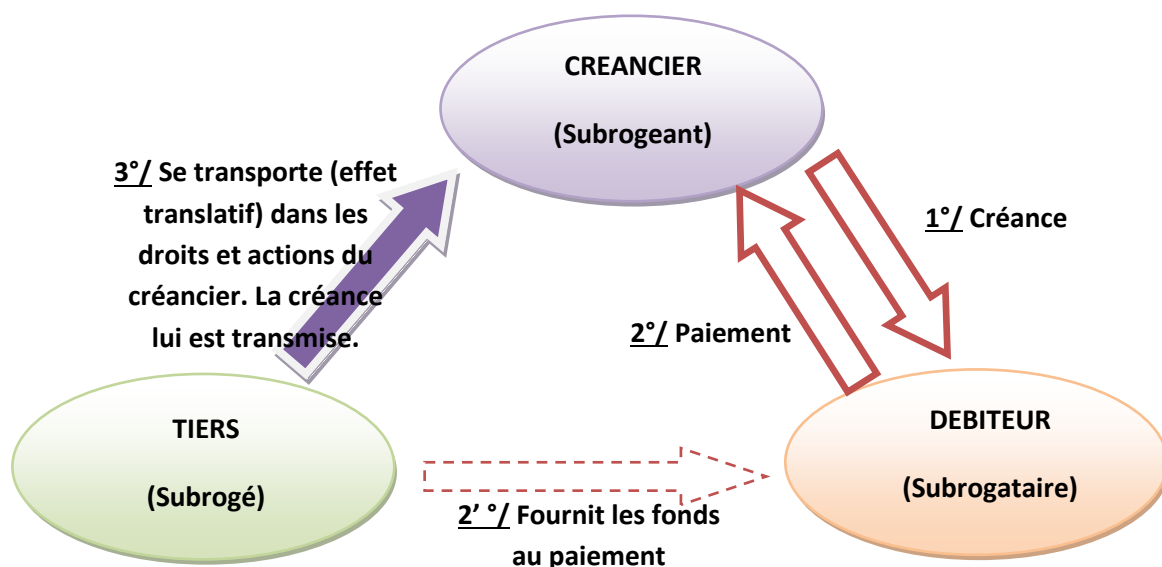 CREANCIER
(Subrogeant)
3°/ Se transporte (effet
translatif) dans les
droits et actions du
créancier. La créance
lui est transmise.
1°/ Créance
2°/ Paiement
TIERS
(Subrogé)
DEBITEUR
(Subrogataire)
2’ °/ Fournit les fonds
au paiement